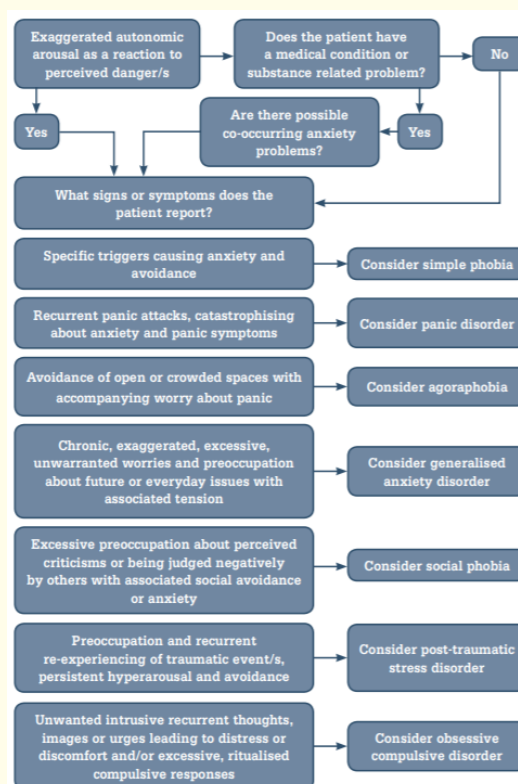 Exaggerated autonomic
arousal as a reaction to
perceived danger/s
Does the patient have
a medical condition or
substance related problem?
No
Yes
Are there possible
co-occurring anxiety
problems?
Yes
What signs or symptoms does the
patient report?
Specific triggers causing anxiety and
avoidance
Consider simple phobia
Recurrent panic attacks, catastrophising
about anxiety and panic symptoms
Consider panic disorder
Avoidance of open or crowded spaces with
accompanying worry about panic
Consider agoraphobia
Chronic, exaggerated, excessive,
unwarranted worries and preoccupation
about future or everyday issues with
associated tension
Consider generalised
anxiety disorder
Excessive preoccupation about perceived
criticisms or being judged negatively
by others with associated social avoidance
or anxiety
Consider social phobia
Preoccupation and recurrent
re-experiencing of traumatic event/s,
persistent hyperarousal and avoidance
Consider post-traumatic
stress disorder
Unwanted intrusive recurrent thoughts,
images or urges leading to distress or
discomfort and/or excessive, ritualised
compulsive responses
Consider obsessive
compulsive disorder